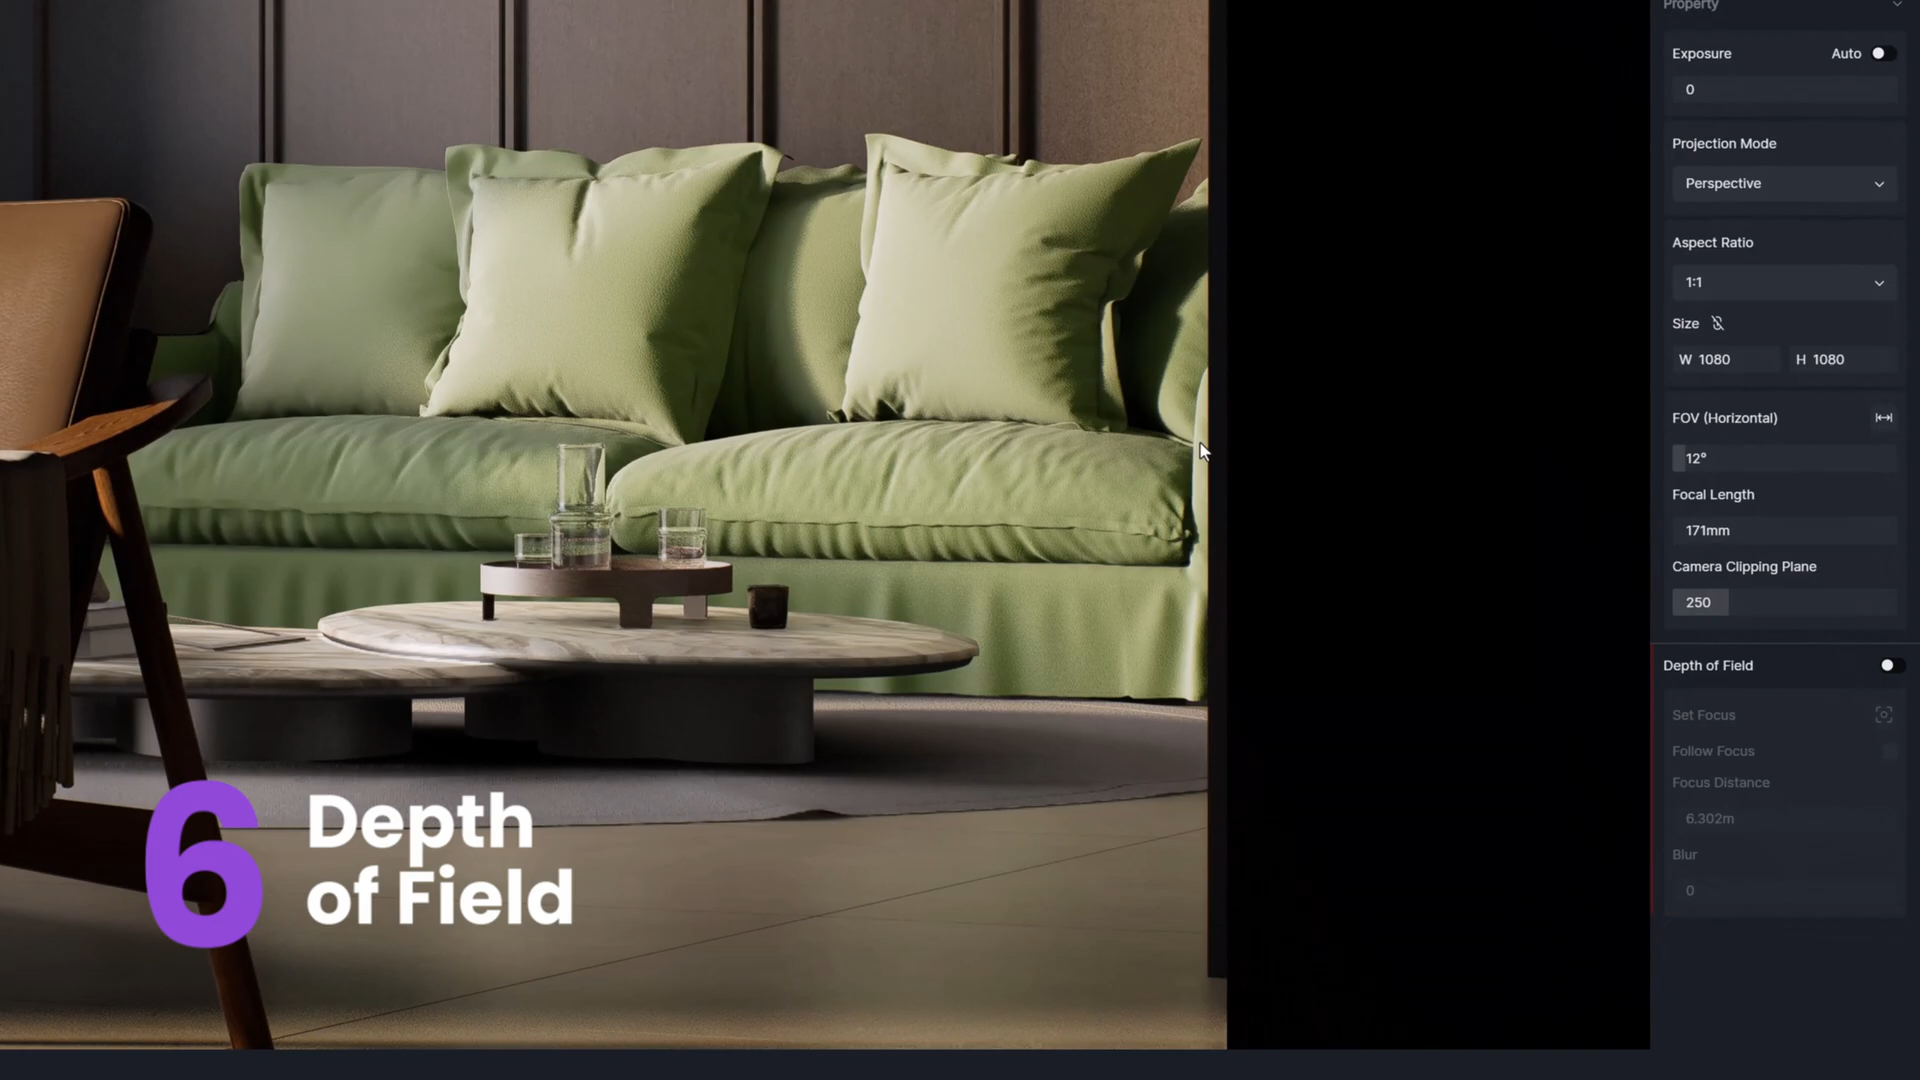 Property
Exposure Auto
0
Projection Mode
Perspective
Aspect Ratio
1:1
Size
W 1080 H 1080
FOV (Horizontal)
12°
Focal Length
171mm
Camera Clipping Plane
250
Depth of Field
Set Focus
Follow Focus
Focus Distance
6.302m
Blur
0
6
Depth
of Field